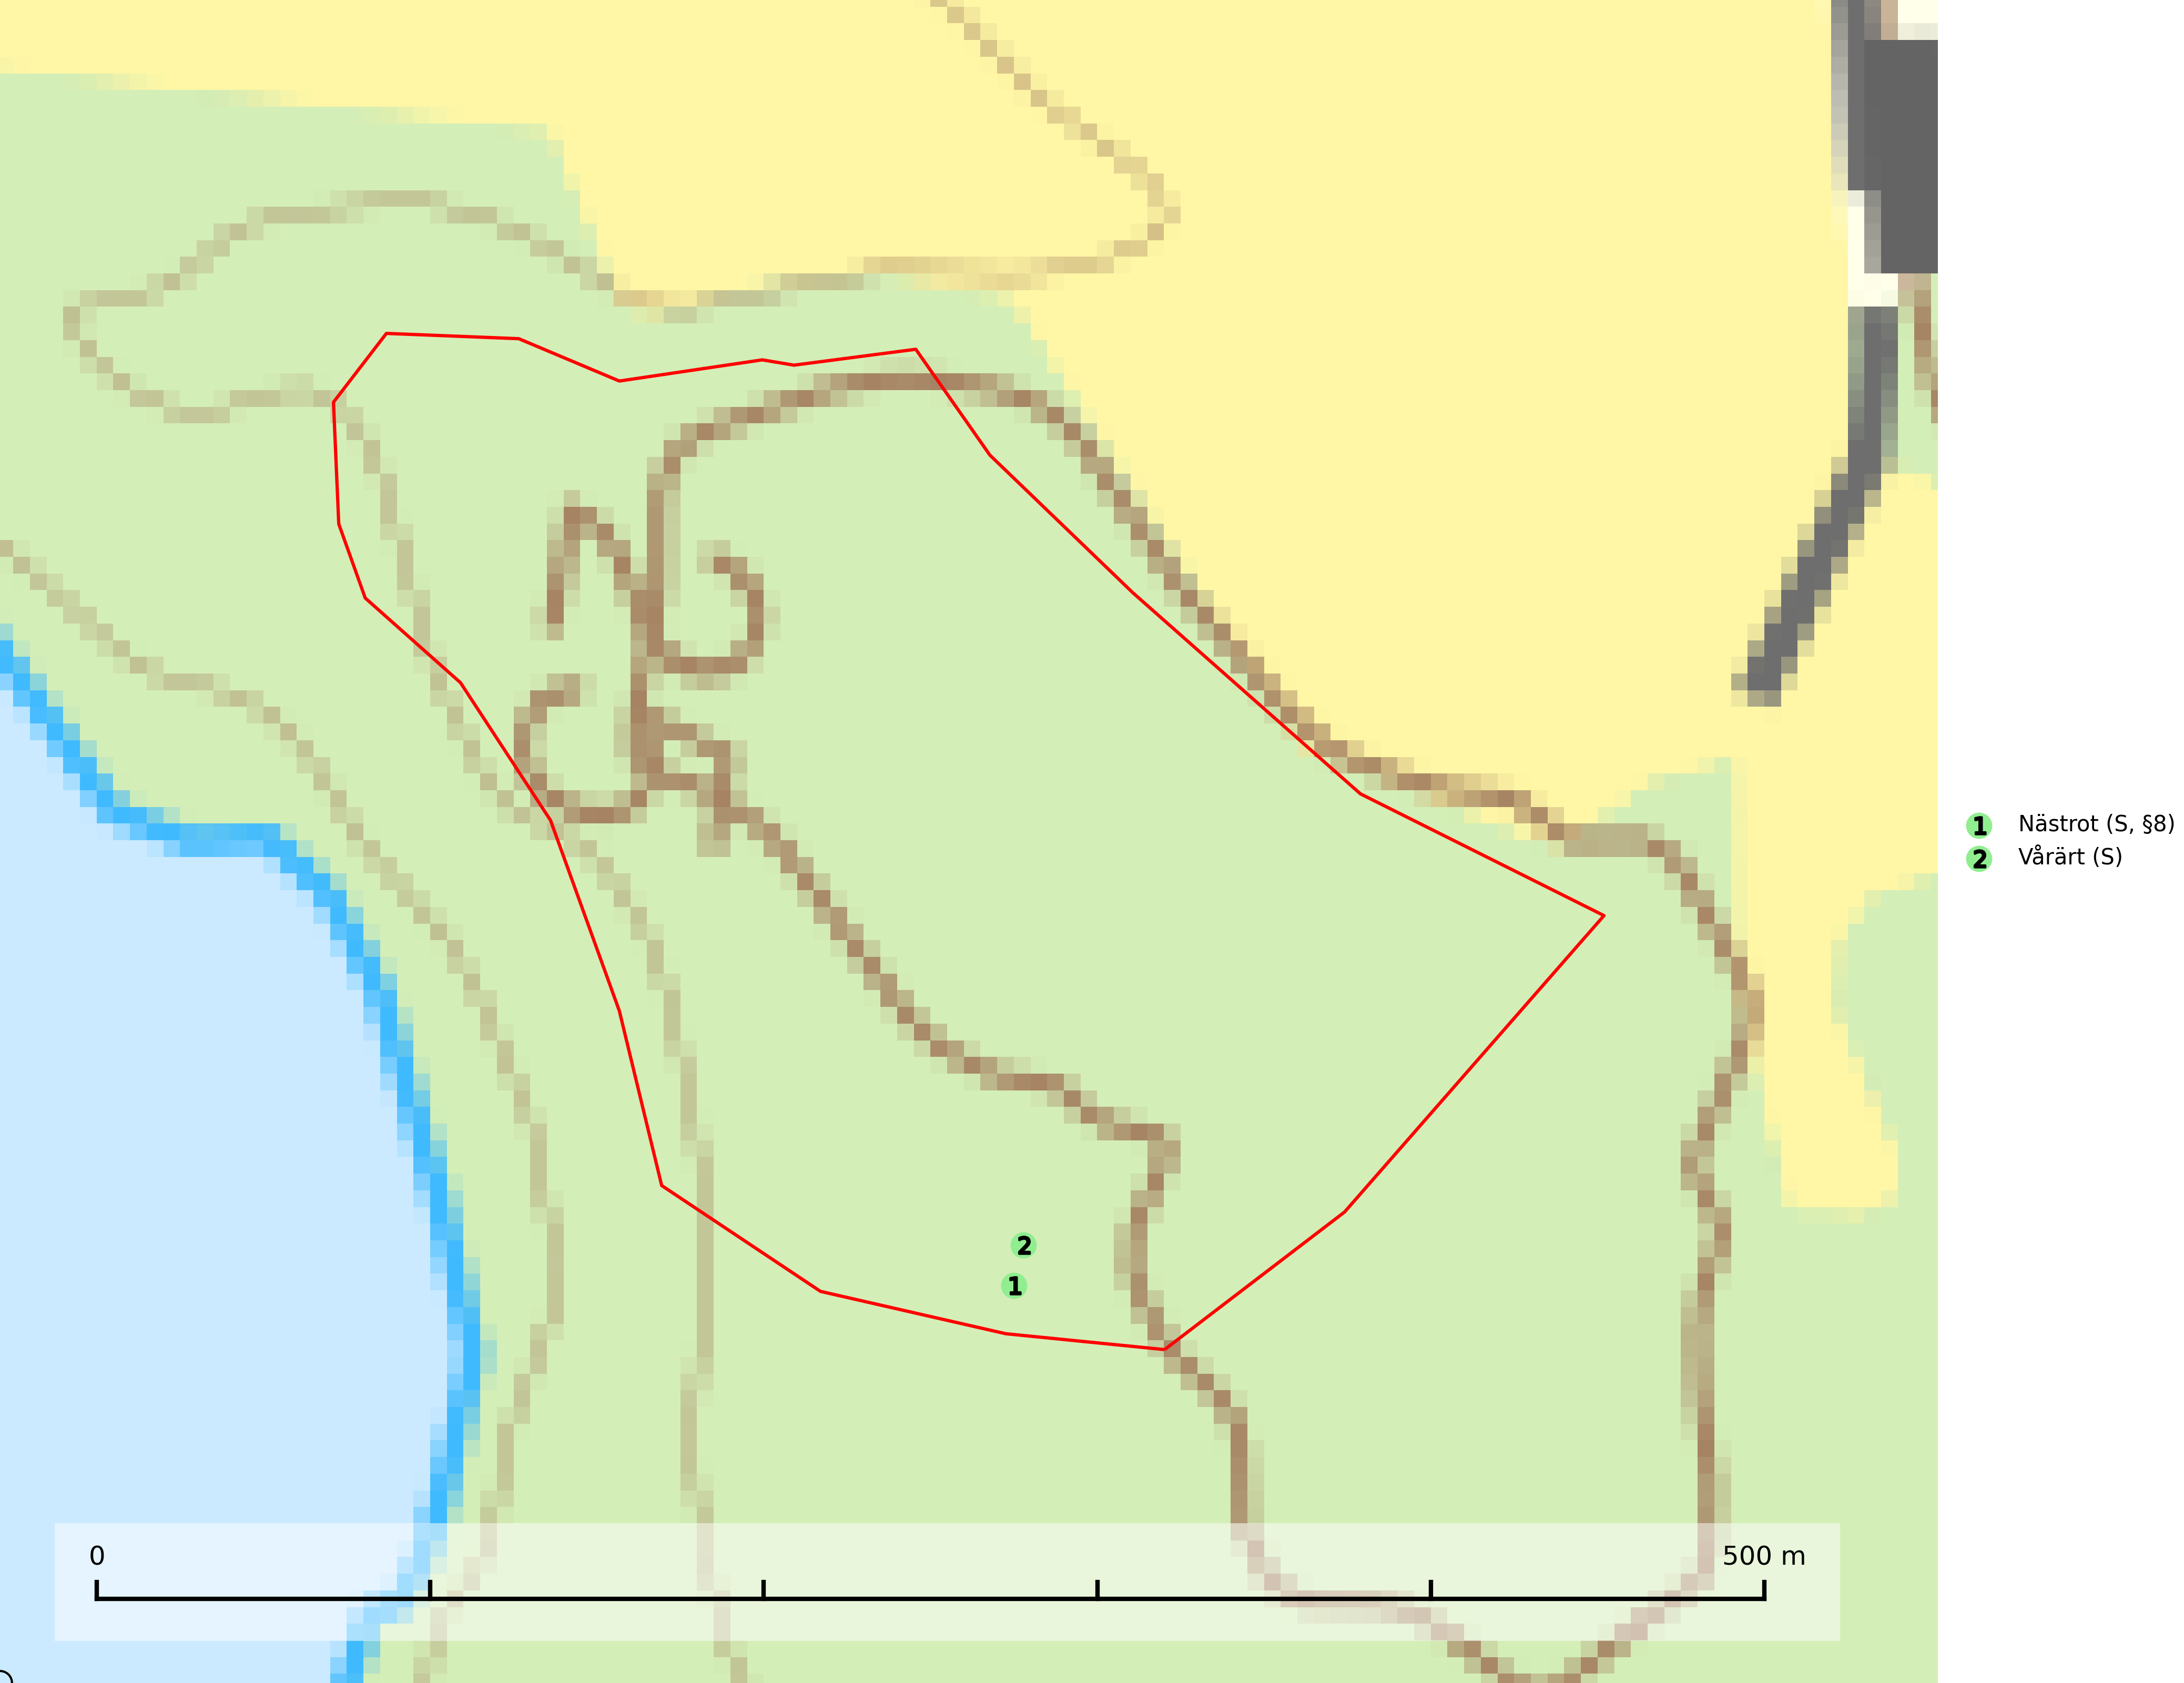 1 Nästrot (S, §8)
2 Vårärt (S)
2
1
0 500 m